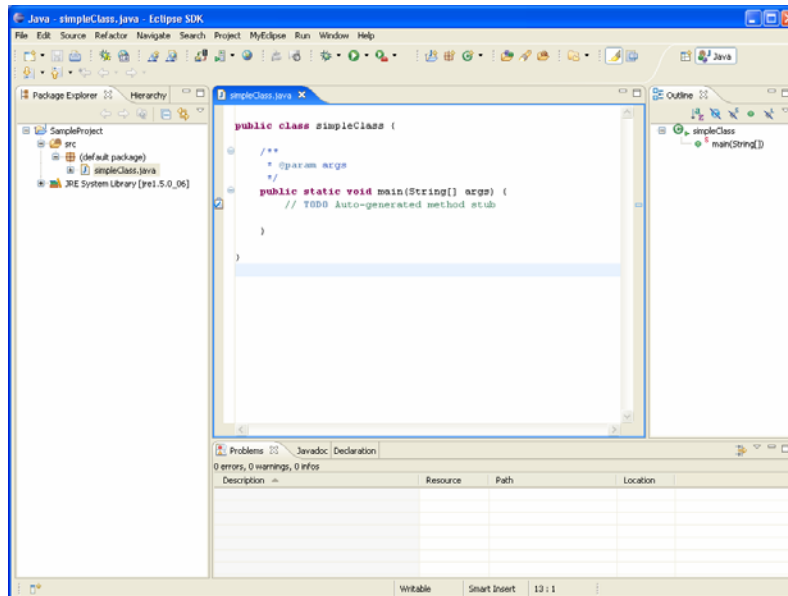 Java - simpleClass.java - Eclipse SDK
File Edit Source Refactor Navigate Search Project MyEclipse Run Window Help
Java
Package Explorer Hierarchy
SampleProject
src
(default package)
simpleClass.java
JRE System Library [jre1.5.0_06]
simpleClass.java
public class simpleClass {
/**
* @param args
*/
public static void main(String[] args) {
// TODO Auto-generated method stub
}
}
Outline
simpleClass
main(String[])
Problems Javadoc Declaration
0 errors, 0 warnings, 0 infos
Description Resource Path Location
Writable Smart Insert 13 : 1